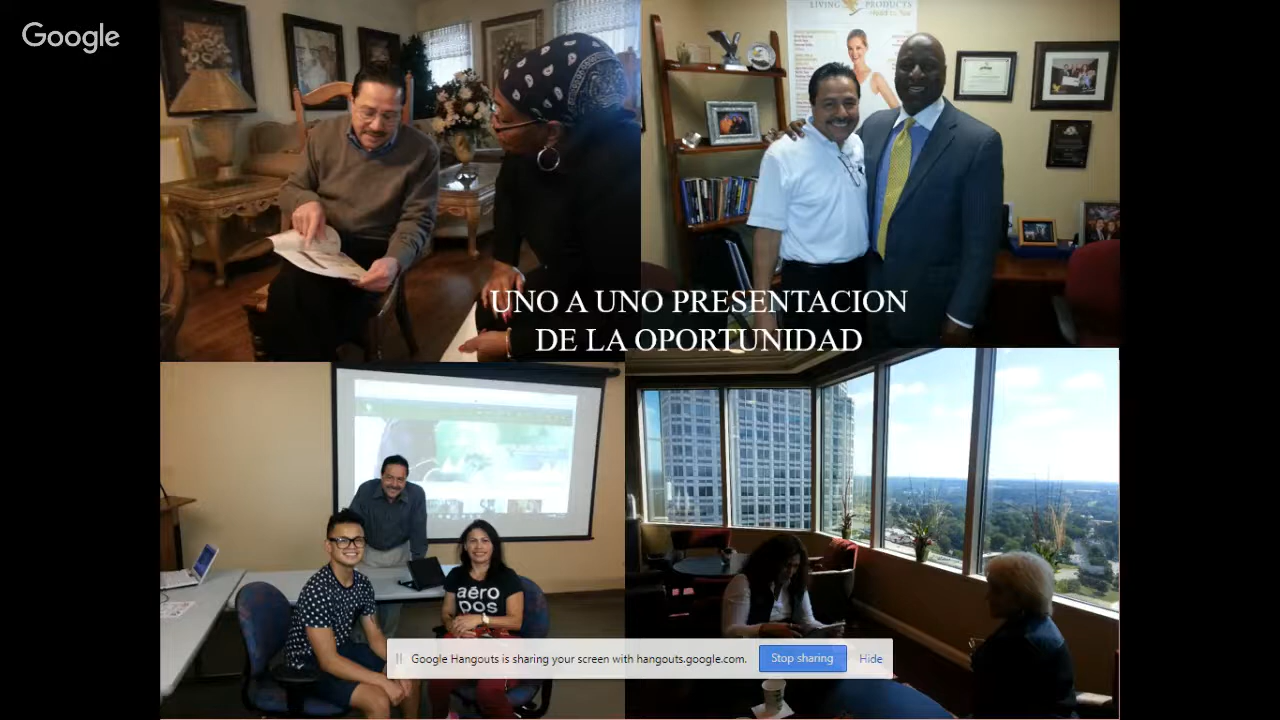 Google
LIVING PRODUCTS
UNO A UNO PRESENTACION
DE LA OPORTUNIDAD
aéro
pos
Google Hangouts is sharing your screen with hangouts.google.com.
Stop sharing
Hide